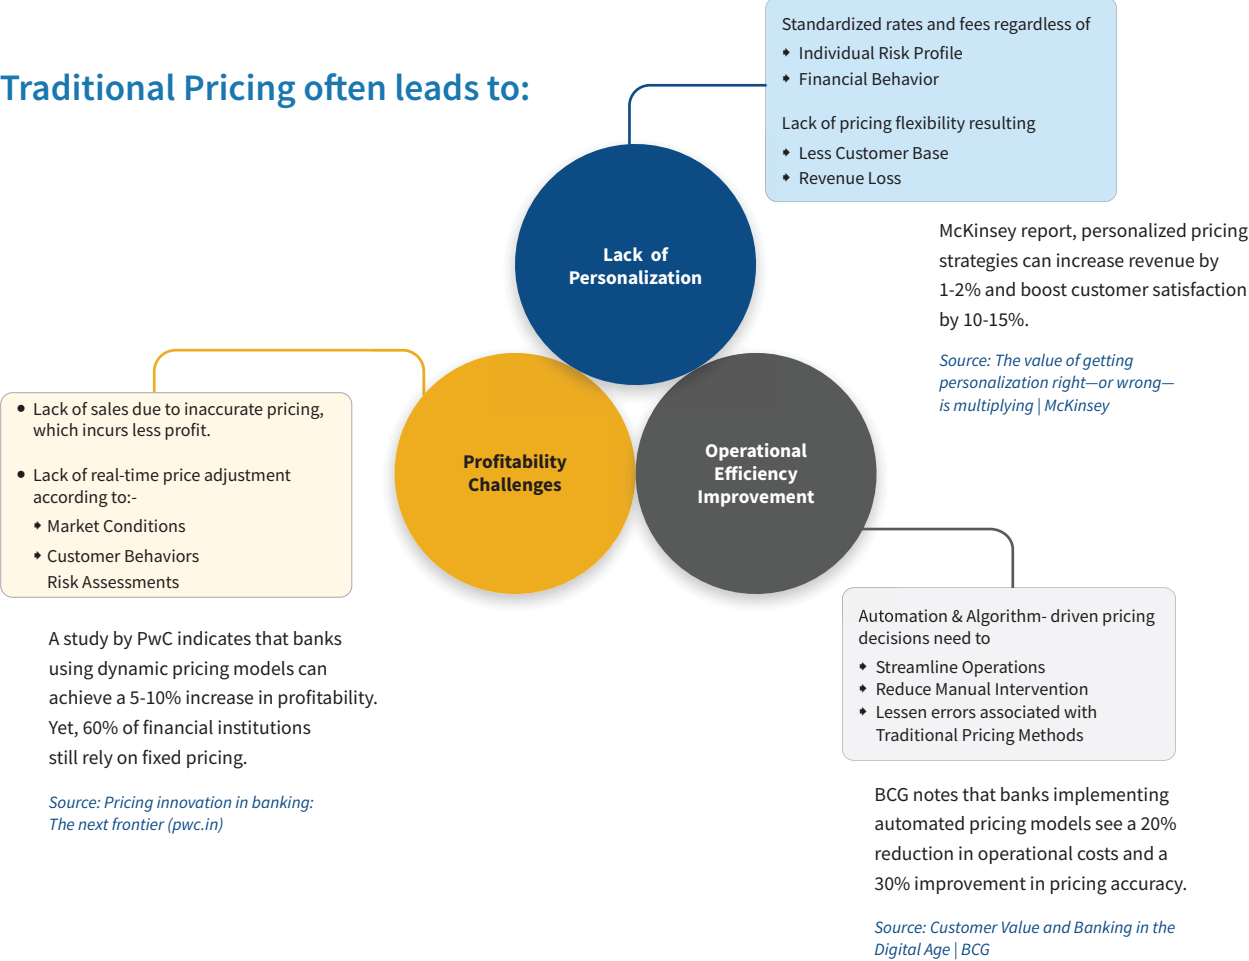 Traditional Pricing often leads to:
Standardized rates and fees regardless of
Individual Risk Profile
Financial Behavior
Lack of pricing flexibility resulting
Less Customer Base
Revenue Loss
Lack of
Personalization
McKinsey report, personalized pricing
strategies can increase revenue by
1-2% and boost customer satisfaction
by 10-15%.
Source: The value of getting
personalization right—or wrong—
is multiplying | McKinsey
Profitability
Challenges
• Lack of sales due to inaccurate pricing,
which incurs less profit.
• Lack of real-time price adjustment
according to:-
Market Conditions
Customer Behaviors
Risk Assessments
A study by PwC indicates that banks
using dynamic pricing models can
achieve a 5-10% increase in profitability.
Yet, 60% of financial institutions
still rely on fixed pricing.
Source: Pricing innovation in banking:
The next frontier (pwc.in)
Operational
Efficiency
Improvement
Automation & Algorithm- driven pricing
decisions need to
Streamline Operations
Reduce Manual Intervention
Lessen errors associated with
Traditional Pricing Methods
BCG notes that banks implementing
automated pricing models see a 20%
reduction in operational costs and a
30% improvement in pricing accuracy.
Source: Customer Value and Banking in the
Digital Age | BCG